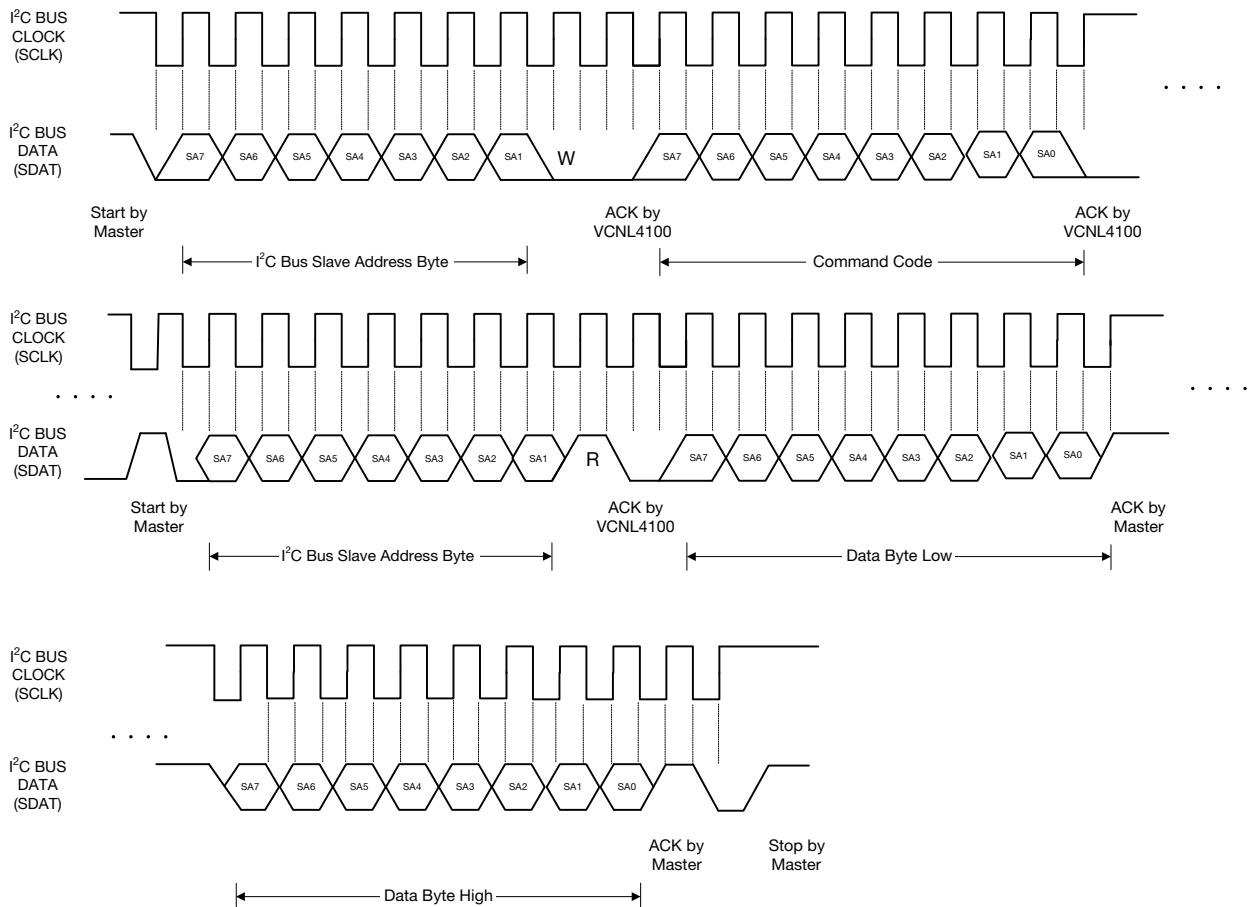 I²C BUS
CLOCK
(SCLK)
. . . .
I²C BUS
DATA
(SDAT)
SA7 SA6 SA5 SA4 SA3 SA2 SA1 W SA7 SA6 SA5 SA4 SA3 SA2 SA1 SA0
Start by
Master
ACK by
VCNL4100
ACK by
VCNL4100
I²C Bus Slave Address Byte
Command Code
I²C BUS
CLOCK
(SCLK)
. . . .
. . . .
I²C BUS
DATA
(SDAT)
SA7 SA6 SA5 SA4 SA3 SA2 SA1 R SA7 SA6 SA5 SA4 SA3 SA2 SA1 SA0
Start by
Master
ACK by
VCNL4100
ACK by
Master
I²C Bus Slave Address Byte
Data Byte Low
I²C BUS
CLOCK
(SCLK)
. . . .
I²C BUS
DATA
(SDAT)
SA7 SA6 SA5 SA4 SA3 SA2 SA1 SA0
ACK by
Master
Stop by
Master
Data Byte High